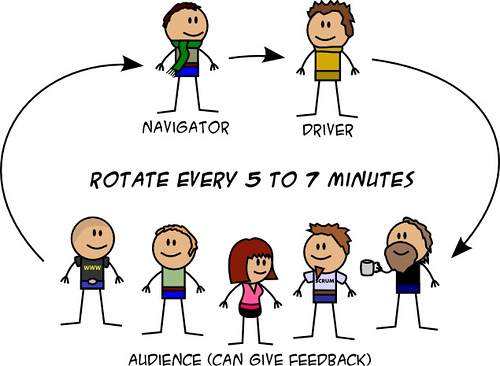 NAVIGATOR
DRIVER
ROTATE EVERY 5 TO 7 MINUTES
WWW
SCRUM
AUDIENCE (CAN GIVE FEEDBACK)